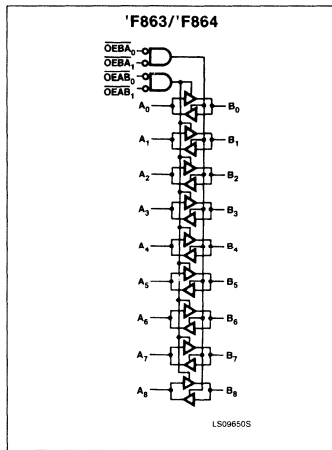 'F863/'F864
OEBA0
OEBA1
OEAB0
OEAB1
A0 B0
A1 B1
A2 B2
A3 B3
A4 B4
A5 B5
A6 B6
A7 B7
A8 B8
LS09650S